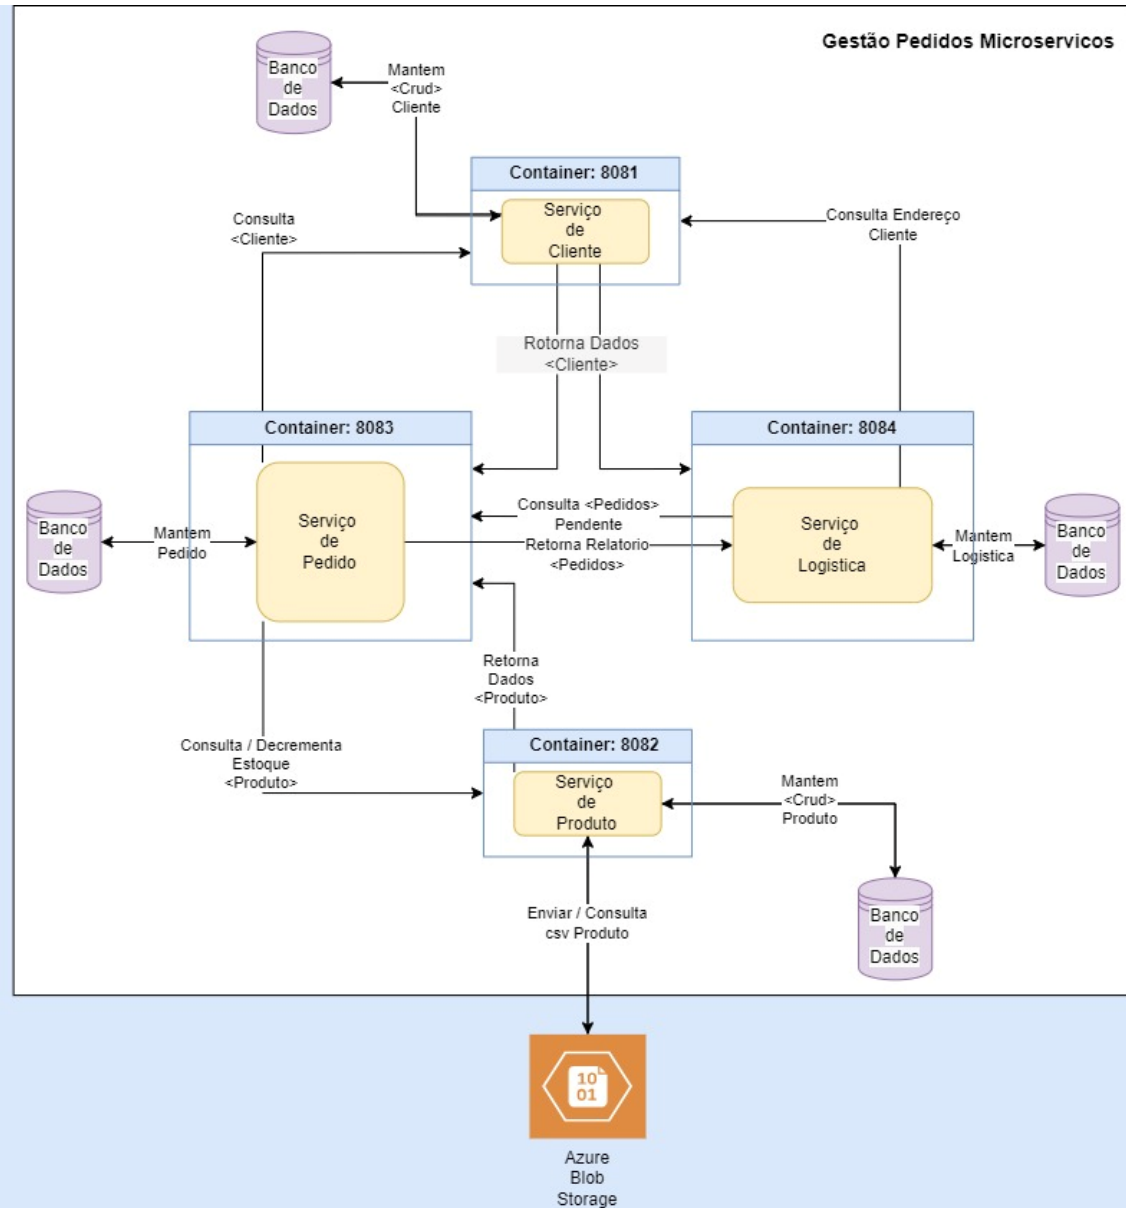 Gestão Pedidos Microservicos
Banco
de
Dados
Mantem
<Crud>
Cliente
Container: 8081
Serviço
de
Cliente
Consulta
<Cliente>
Consulta Endereço
Cliente
Rotorna Dados
<Cliente>
Container: 8083
Serviço
de
Pedido
Banco
de
Dados
Mantem
Pedido
Consulta <Pedidos>
Pendente
Retorna Relatorio
<Pedidos>
Container: 8084
Serviço
de
Logistica
Mantem
Logistica
Banco
de
Dados
Retorna
Dados
<Produto>
Consulta / Decrementa
Estoque
<Produto>
Container: 8082
Serviço
de
Produto
Mantem
<Crud>
Produto
Banco
de
Dados
Enviar / Consulta
csv Produto
10
01
Azure
Blob
Storage